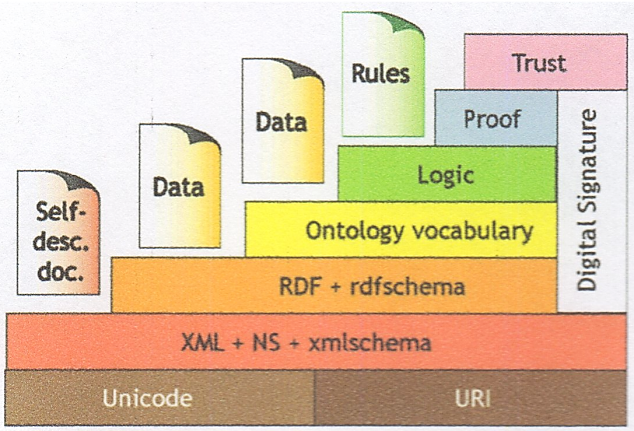 Rules
Trust
Data
Proof
Data
Logic
Self-
desc.
doc.
Ontology vocabulary
Digital Signature
RDF + rdfschema
XML + NS + xmlschema
Unicode
URI